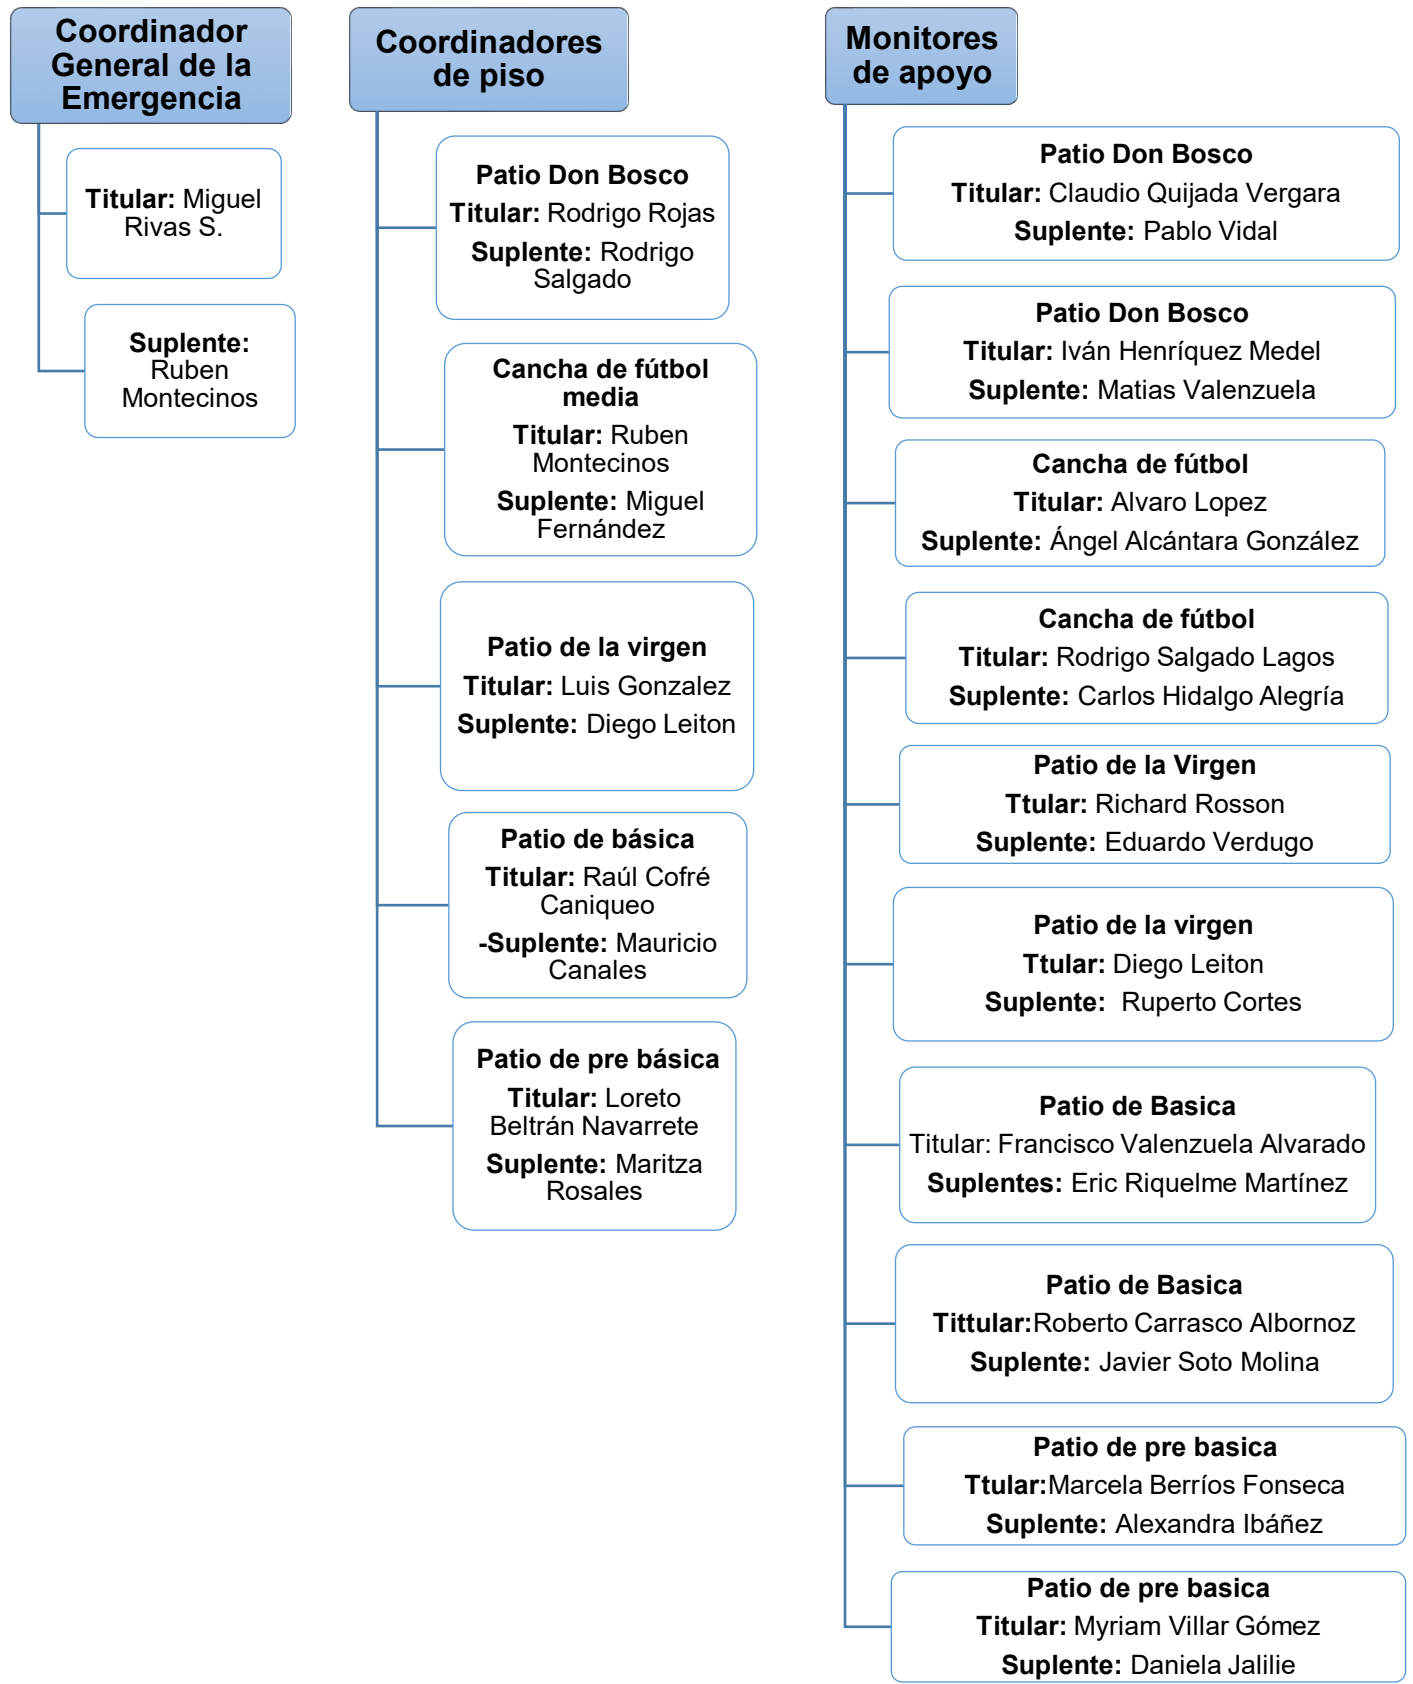 Coordinador
General de la
Emergencia
Titular: Miguel
Rivas S.
Suplente:
Ruben
Montecinos
Coordinadores
de piso
Patio Don Bosco
Titular: Rodrigo Rojas
Suplente: Rodrigo
Salgado
Cancha de fútbol
media
Titular: Ruben
Montecinos
Suplente: Miguel
Fernández
Patio de la virgen
Titular: Luis Gonzalez
Suplente: Diego Leiton
Patio de básica
Titular: Raúl Cofré
Caniqueo
-Suplente: Mauricio
Canales
Patio de pre básica
Titular: Loreto
Beltrán Navarrete
Suplente: Maritza
Rosales
Monitores
de apoyo
Patio Don Bosco
Titular: Claudio Quijada Vergara
Suplente: Pablo Vidal
Patio Don Bosco
Titular: Iván Henríquez Medel
Suplente: Matias Valenzuela
Cancha de fútbol
Titular: Alvaro Lopez
Suplente: Ángel Alcántara González
Cancha de fútbol
Titular: Rodrigo Salgado Lagos
Suplente: Carlos Hidalgo Alegría
Patio de la Virgen
Ttular: Richard Rosson
Suplente: Eduardo Verdugo
Patio de la virgen
Ttular: Diego Leiton
Suplente:  Ruperto Cortes
Patio de Basica
Titular: Francisco Valenzuela Alvarado
Suplentes: Eric Riquelme Martínez
Patio de Basica
Tittular:Roberto Carrasco Albornoz
Suplente: Javier Soto Molina
Patio de pre basica
Ttular:Marcela Berríos Fonseca
Suplente: Alexandra Ibáñez
Patio de pre basica
Titular: Myriam Villar Gómez
Suplente: Daniela Jalilie